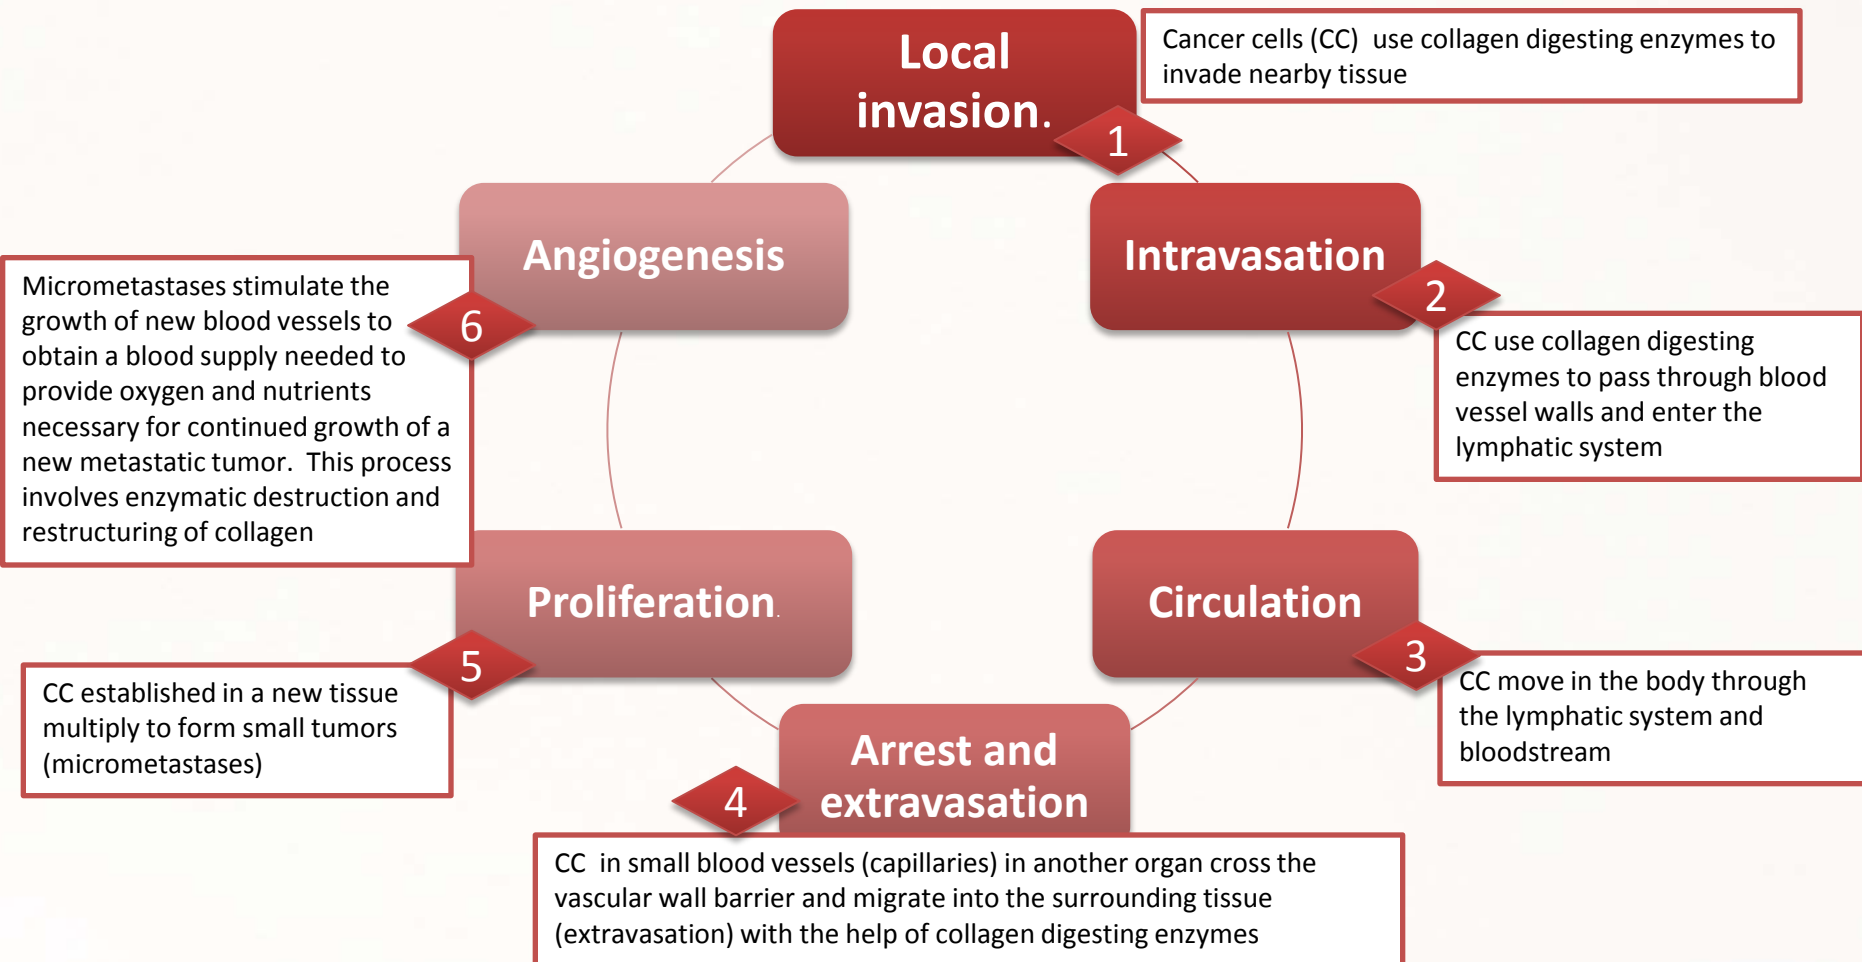 Local
invasion.
1
Cancer cells (CC)  use collagen digesting enzymes to
invade nearby tissue
Intravasation
2
CC use collagen digesting
enzymes to pass through blood
vessel walls and enter the
lymphatic system
Circulation
3
CC move in the body through
the lymphatic system and
bloodstream
Arrest and
extravasation
4
CC  in small blood vessels (capillaries) in another organ cross the
vascular wall barrier and migrate into the surrounding tissue
(extravasation) with the help of collagen digesting enzymes
Proliferation.
5
CC established in a new tissue
multiply to form small tumors
(micrometastases)
Angiogenesis
6
Micrometastases stimulate the
growth of new blood vessels to
obtain a blood supply needed to
provide oxygen and nutrients
necessary for continued growth of a
new metastatic tumor.  This process
involves enzymatic destruction and
restructuring of collagen